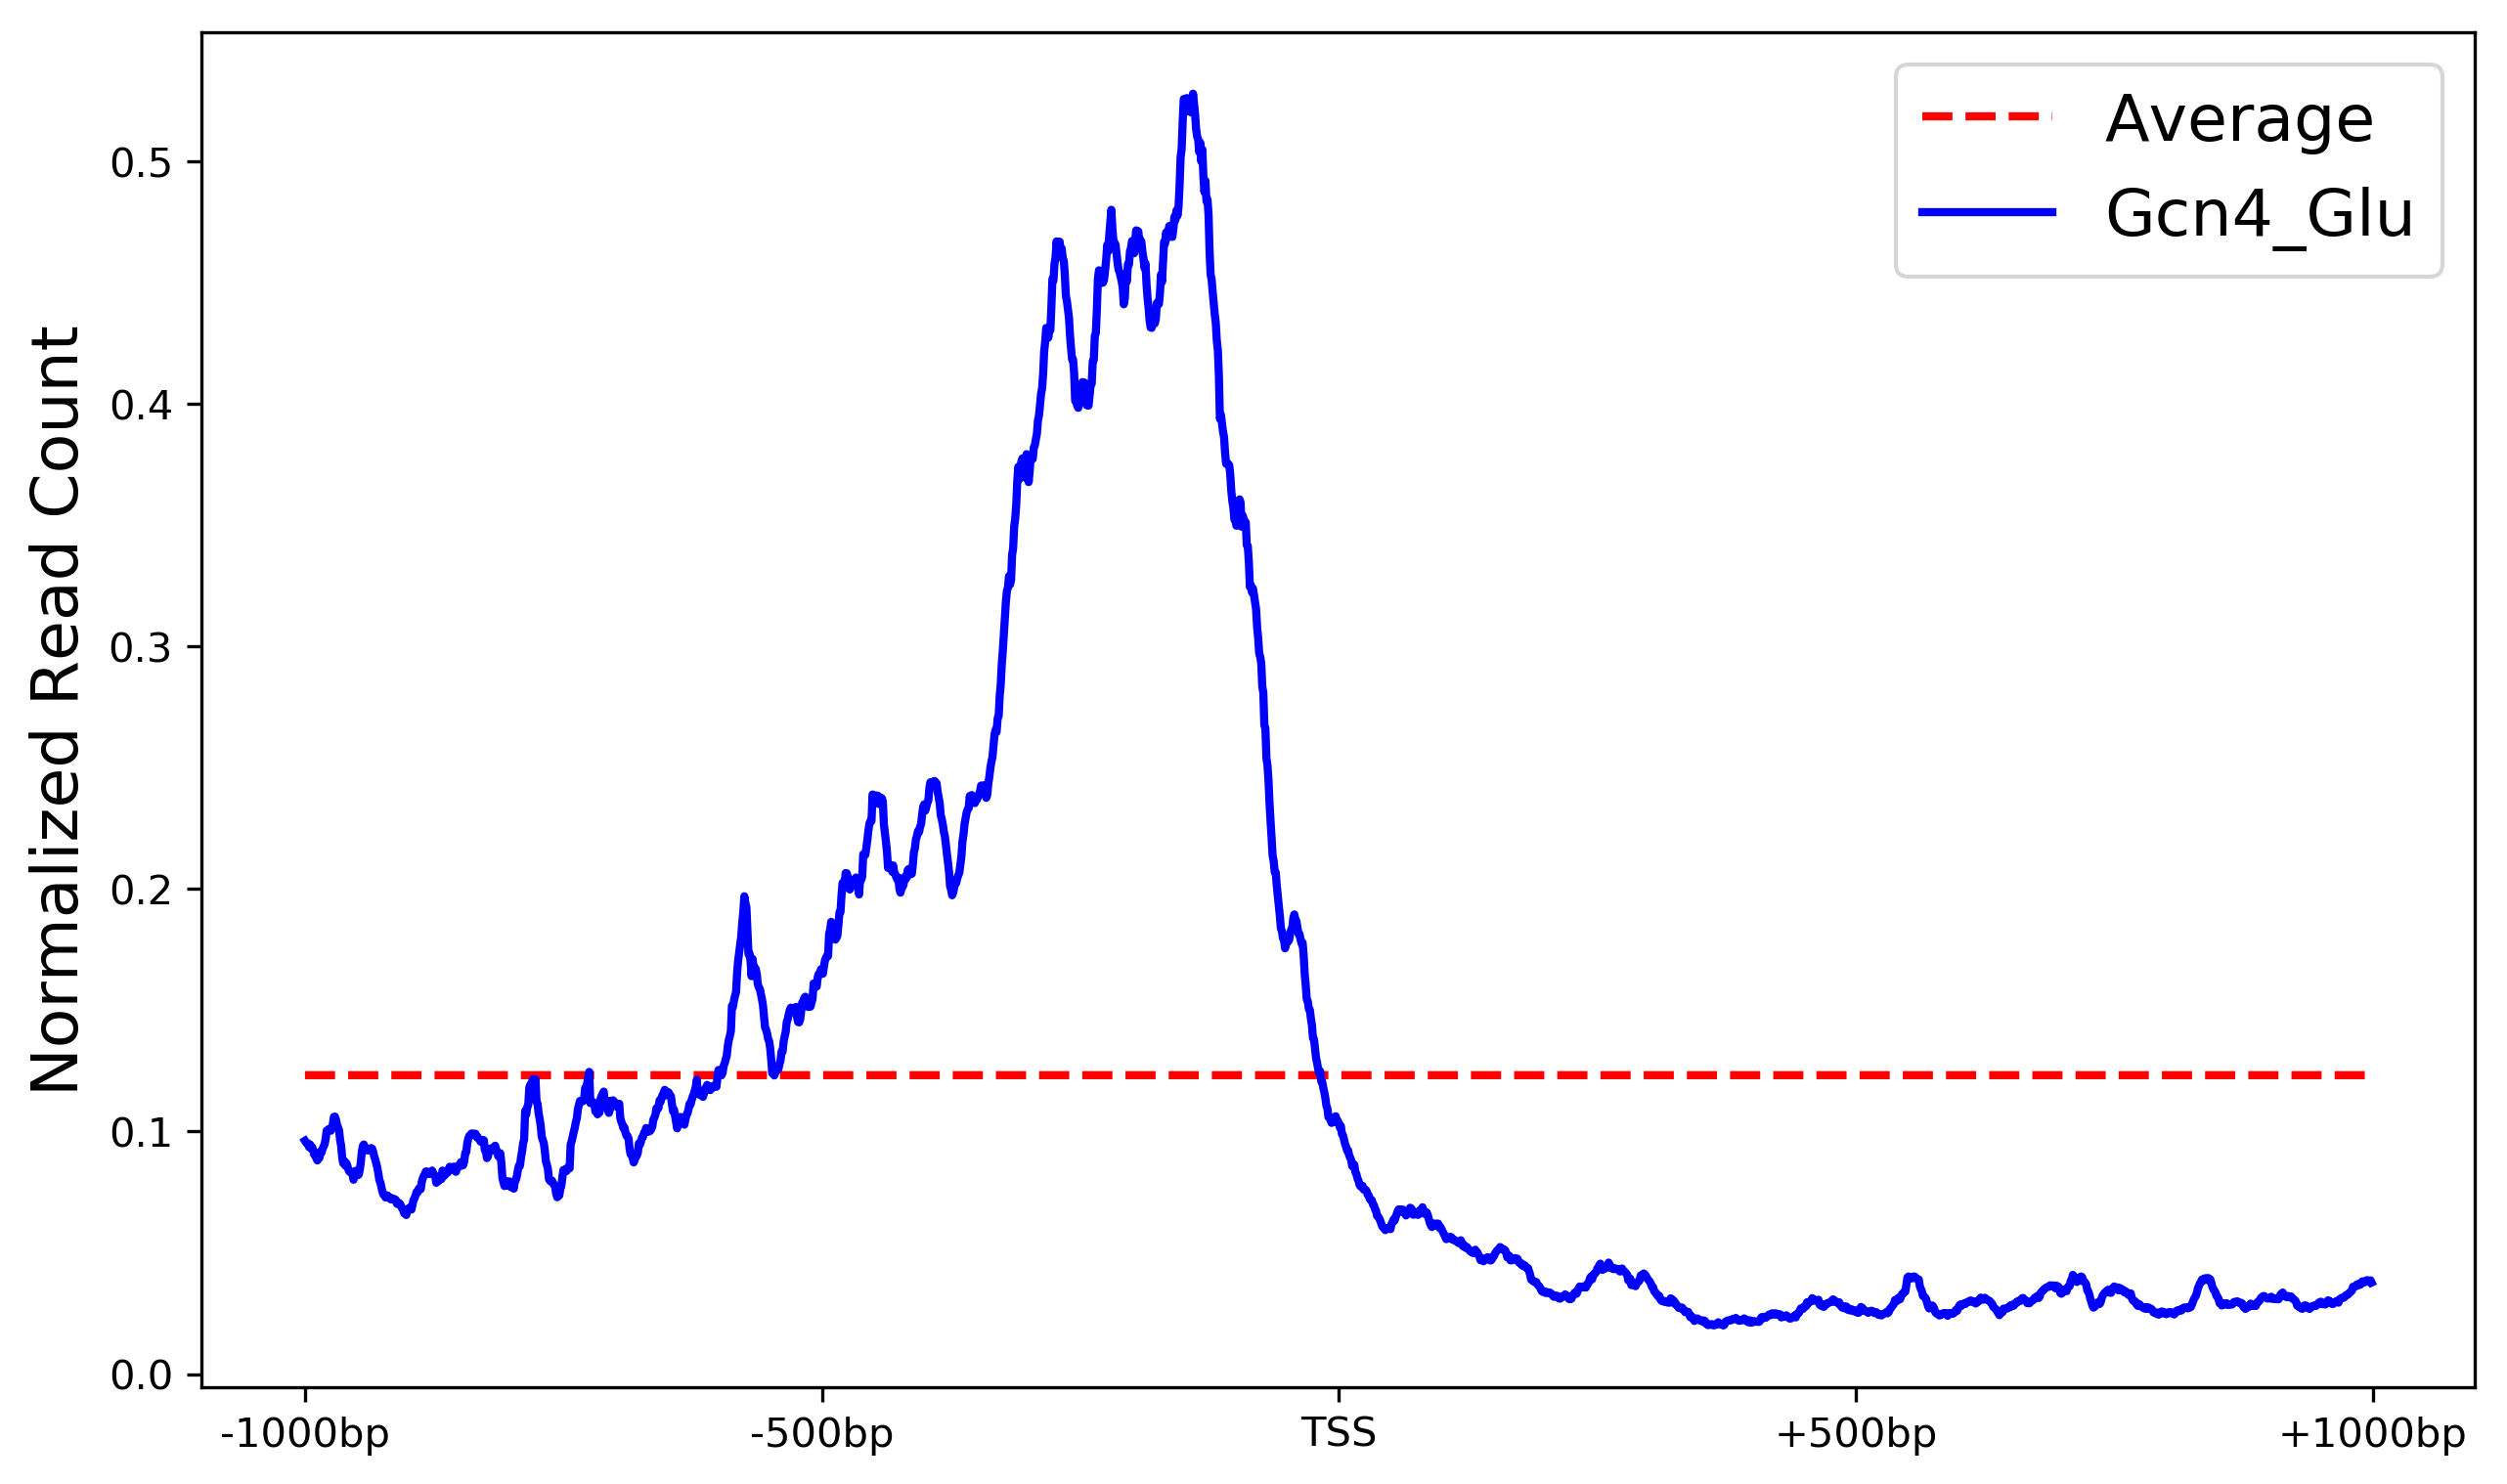 Average
Gcn4_Glu
Normalized Read Count
0.5
0.4
0.3
0.2
0.1
0.0
-1000bp
-500bp
TSS
+500bp
+1000bp